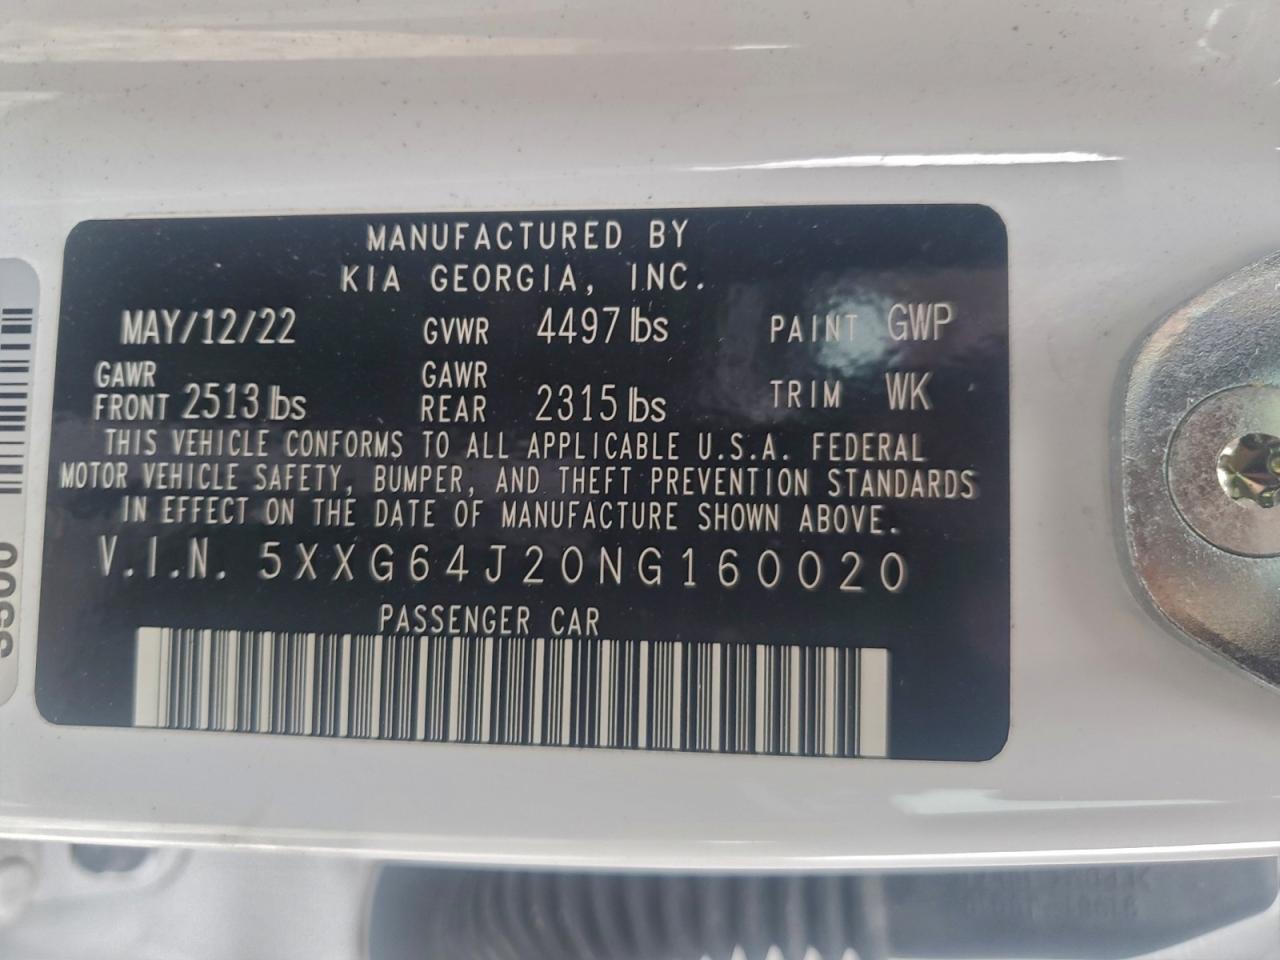 MANUFACTURED BY
KIA GEORGIA, INC.
MAY/12/22 GVWR 4497 lbs PAINT GWP
GAWR FRONT 2513 lbs GAWR REAR 2315 lbs TRIM WK
THIS VEHICLE CONFORMS TO ALL APPLICABLE U.S.A. FEDERAL
MOTOR VEHICLE SAFETY, BUMPER, AND THEFT PREVENTION STANDARDS
IN EFFECT ON THE DATE OF MANUFACTURE SHOWN ABOVE.
V.I.N. 5XXG64J20NG160020
PASSENGER CAR